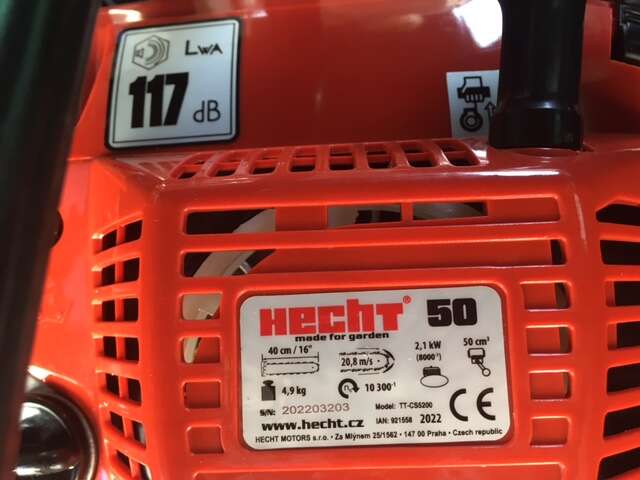 LWA
117 dB
HECHT® 50
made for garden
40 cm / 16"
20,8 m/s
2,1 kW
(8000⁻¹)
50 cm³
4,9 kg
10 300⁻¹
S/N: 202203203
Model: TT-CS5200
www.hecht.cz
IAN: 921558 2022
CE
HECHT MOTORS s.r.o. • Za Mlýnem 25/1562 • 147 00 Praha • Czech republic